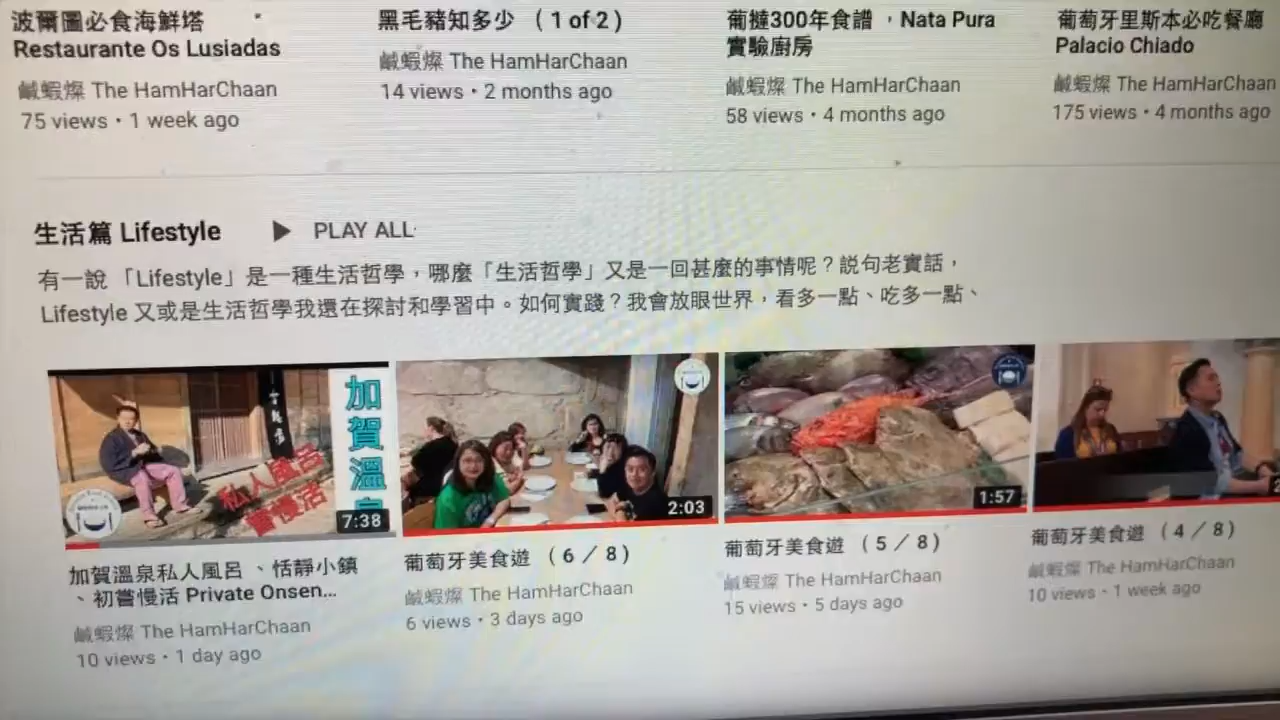 波爾圖必食海鮮塔
Restaurante Os Lusiadas
鹹蝦燦 The HamHarChaan
75 views • 1 week ago
黑毛豬知多少 （1 of 2）
鹹蝦燦 The HamHarChaan
14 views • 2 months ago
葡撻300年食譜 ，Nata Pura
實驗廚房
鹹蝦燦 The HamHarChaan
58 views • 4 months ago
葡萄牙里斯本必吃餐廳
Palacio Chiado
鹹蝦燦 The HamHarChaan
175 views • 4 months ago
生活篇 Lifestyle
PLAY ALL
有一說 「Lifestyle」是一種生活哲學，哪麼「生活哲學」又是一回甚麼的事情呢？説句老實話，
Lifestyle 又或是生活哲學我還在探討和學習中。如何實踐？我會放眼世界，看多一點、吃多一點、
加賀溫
私人風呂
嘗慢活
7:38
2:03
1:57
加賀溫泉私人風呂 、恬靜小鎮
、初嘗慢活 Private Onsen...
鹹蝦燦 The HamHarChaan
10 views • 1 day ago
葡萄牙美食遊 （6 / 8）
鹹蝦燦 The HamHarChaan
6 views • 3 days ago
葡萄牙美食遊 （5 / 8）
鹹蝦燦 The HamHarChaan
15 views • 5 days ago
葡萄牙美食遊 （4 / 8）
鹹蝦燦 The HamHarChaan
10 views • 1 week ago